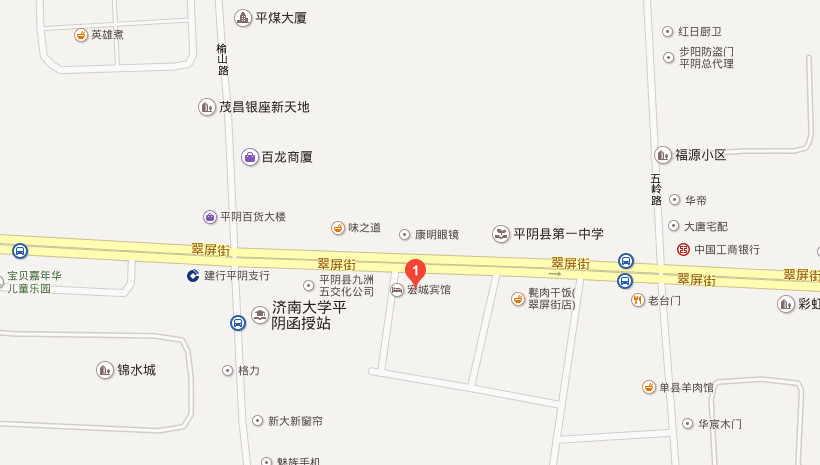 平煤大厦
英雄煮
红日厨卫
步阳防盗门
平阴总代理
榆山路
茂昌银座新天地
百龙商厦
福源小区
五岭路
华帝
平阴百货大楼
味之道
康明眼镜
平阴县第一中学
大唐宅配
中国工商银行
翠屏街
翠屏街
翠屏街
翠屏街
翠屏街
1
宝贝嘉年华
儿童乐园
建行平阴支行
平阴县九洲
五交化公司
宏城宾馆
甏肉干饭(
翠屏街店)
老台门
彩虹
济南大学平
阴函授站
锦水城
格力
单县羊肉馆
新大新窗帘
华宸木门
魅族手机